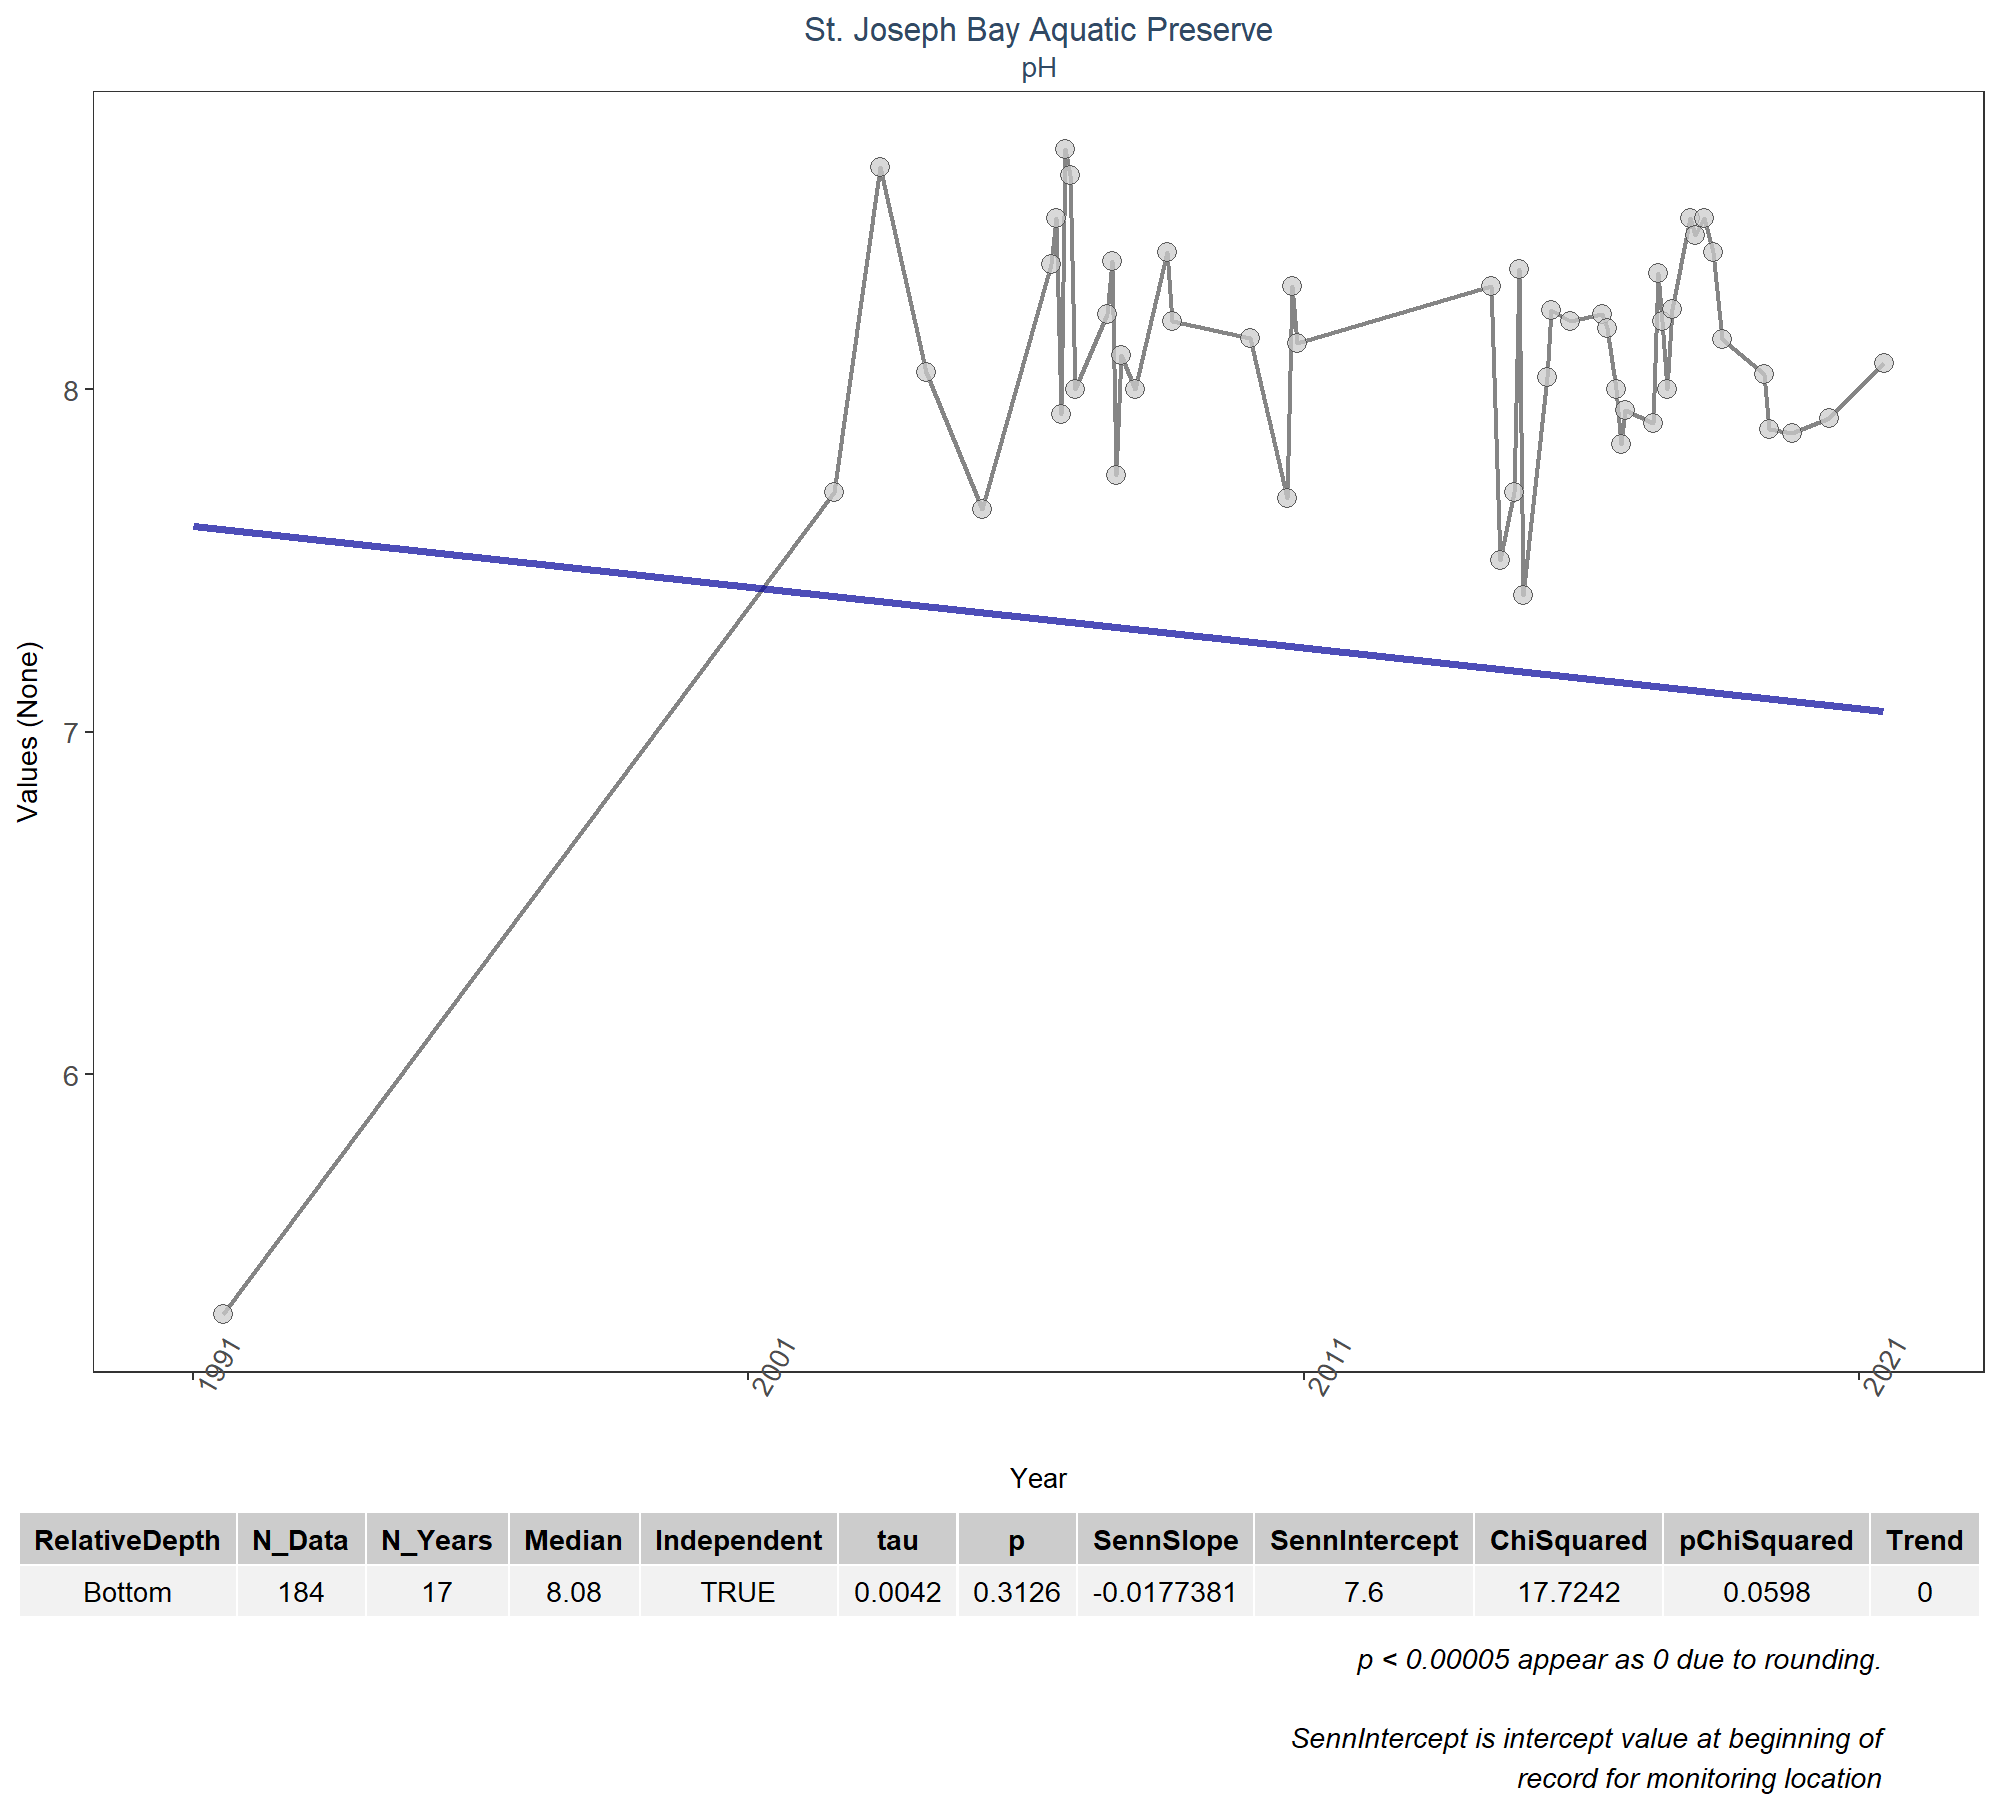 St. Joseph Bay Aquatic Preserve
pH
Values (None)
8
7
6
1991 2001 2011 2021
Year
RelativeDepth N_Data N_Years Median Independent tau p SennSlope SennIntercept ChiSquared pChiSquared Trend
Bottom 184 17 8.08 TRUE 0.0042 0.3126 -0.0177381 7.6 17.7242 0.0598 0
p < 0.00005 appear as 0 due to rounding.
SennIntercept is intercept value at beginning of
record for monitoring location